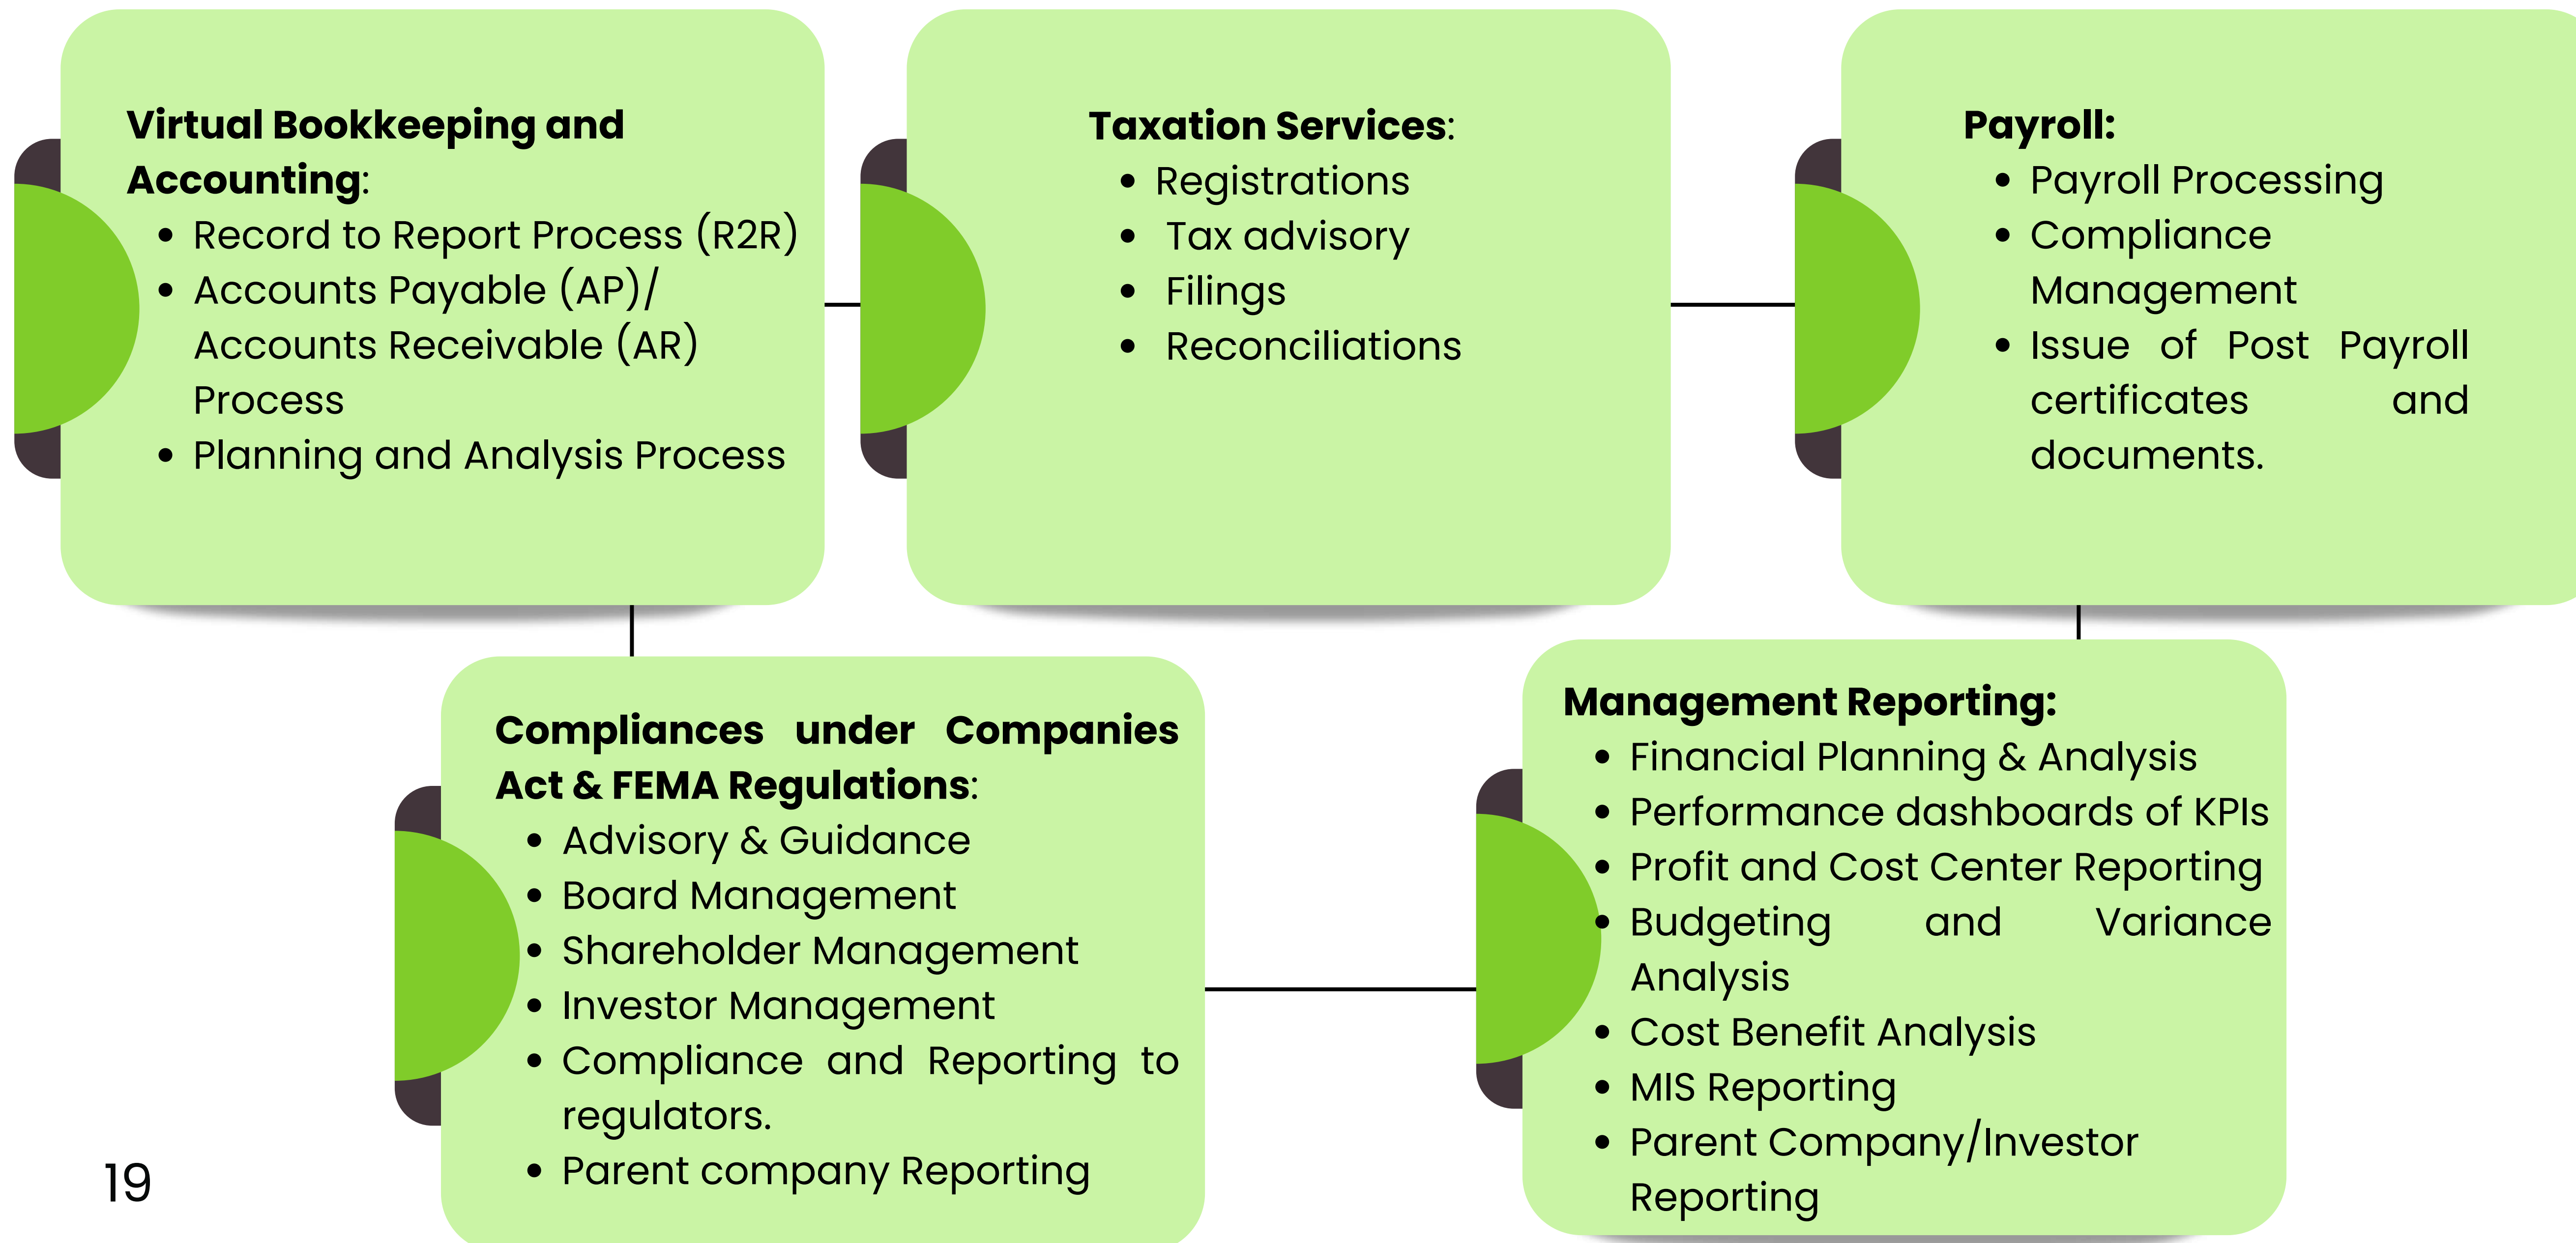 Virtual Bookkeeping and
Accounting:
• Record to Report Process (R2R)
• Accounts Payable (AP)/
Accounts Receivable (AR)
Process
• Planning and Analysis Process
Taxation Services:
• Registrations
• Tax advisory
• Filings
• Reconciliations
Payroll:
• Payroll Processing
• Compliance
Management
• Issue of Post Payroll
certificates and
documents.
Compliances under Companies
Act & FEMA Regulations:
• Advisory & Guidance
• Board Management
• Shareholder Management
• Investor Management
• Compliance and Reporting to
regulators.
• Parent company Reporting
Management Reporting:
• Financial Planning & Analysis
• Performance dashboards of KPIs
• Profit and Cost Center Reporting
• Budgeting and Variance
Analysis
• Cost Benefit Analysis
• MIS Reporting
• Parent Company/Investor
Reporting
19